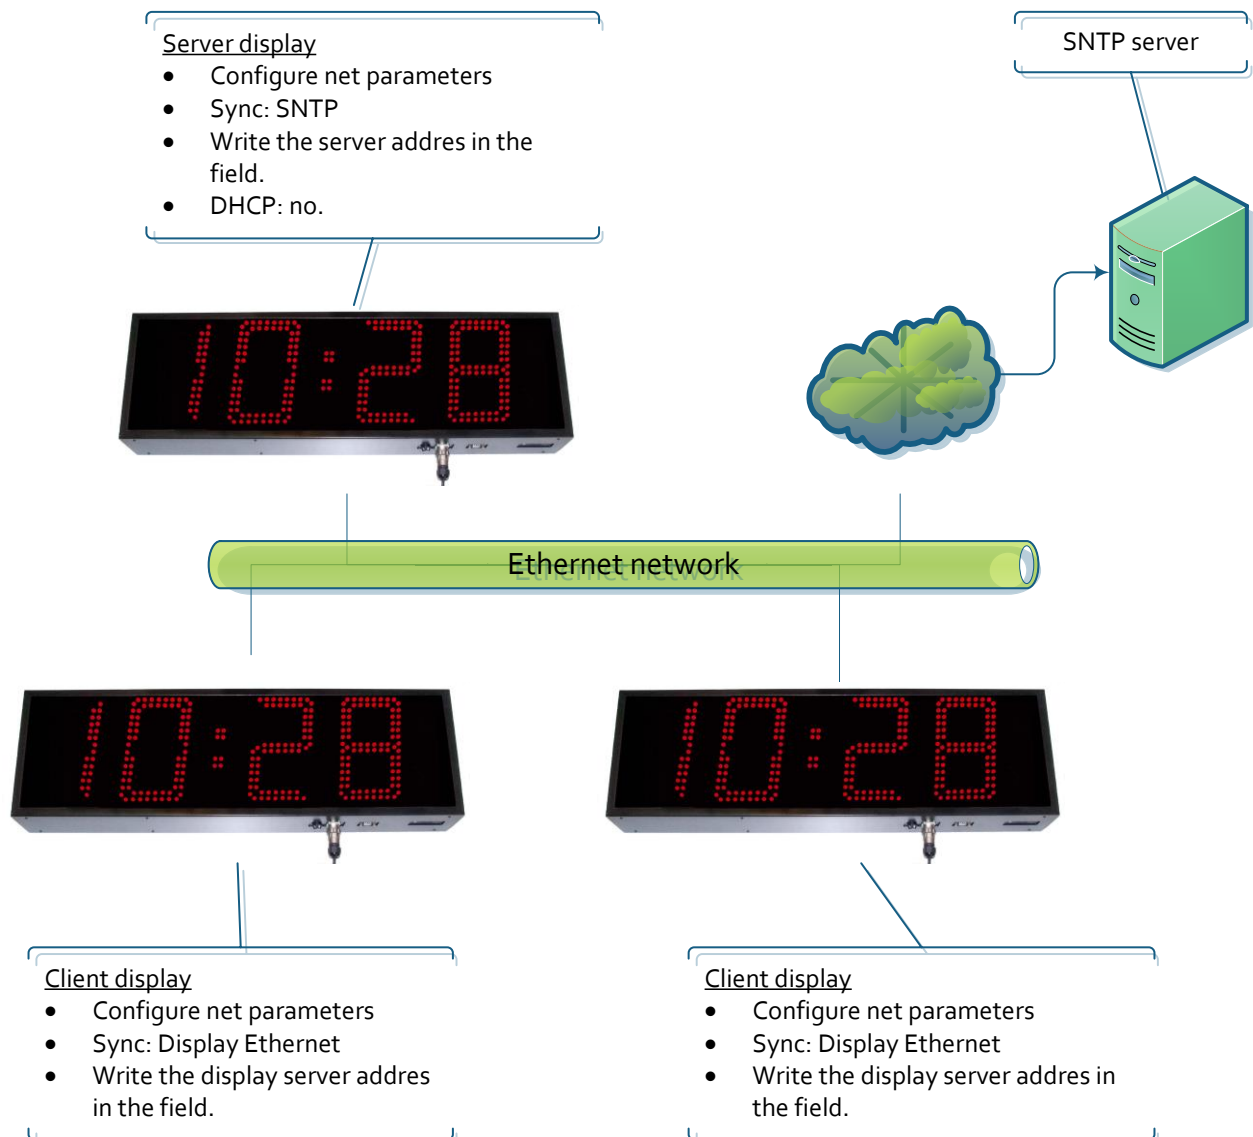 Server display
• Configure net parameters
• Sync: SNTP
• Write the server addres in the
field.
• DHCP: no.
SNTP server
10:28
Ethernet network
10:28
10:28
Client display
• Configure net parameters
• Sync: Display Ethernet
• Write the display server addres
in the field.
Client display
• Configure net parameters
• Sync: Display Ethernet
• Write the display server addres in
the field.